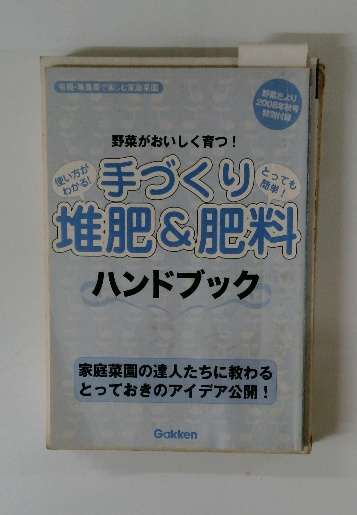 有機・無農薬で楽しむ家庭菜園
野菜だより
2008年秋号
特別付録
野菜がおいしく育つ！
使い方が
わかる!
手づくり
とっても
簡単！
堆肥&肥料
ハンドブック
家庭菜園の達人たちに教わる
とっておきのアイデア公開！
Gakken